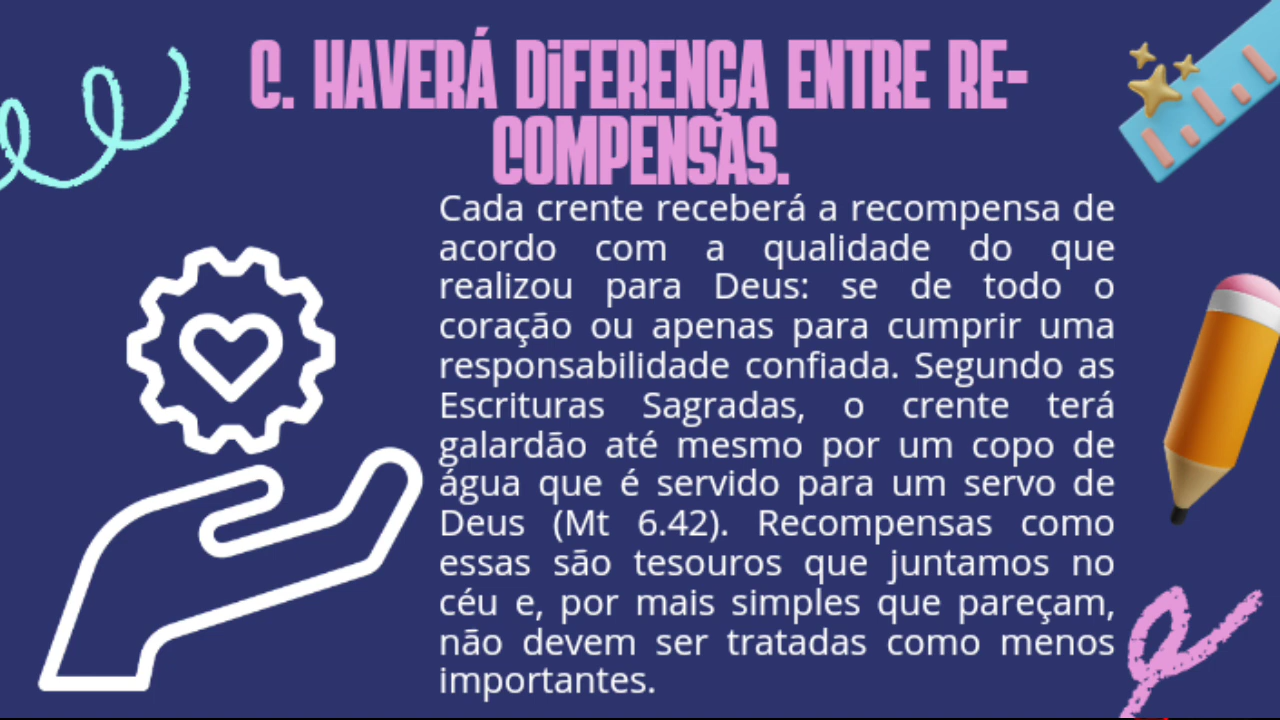 C. HAVERÁ DiFERENÇA ENTRE RE-
COMPENSAS.
Cada crente receberá a recompensa de
acordo com a qualidade do que
realizou para Deus: se de todo o
coração ou apenas para cumprir uma
responsabilidade confiada. Segundo as
Escrituras Sagradas, o crente terá
galardão até mesmo por um copo de
água que é servido para um servo de
Deus (Mt 6.42). Recompensas como
essas são tesouros que juntamos no
céu e, por mais simples que pareçam,
não devem ser tratadas como menos
importantes.